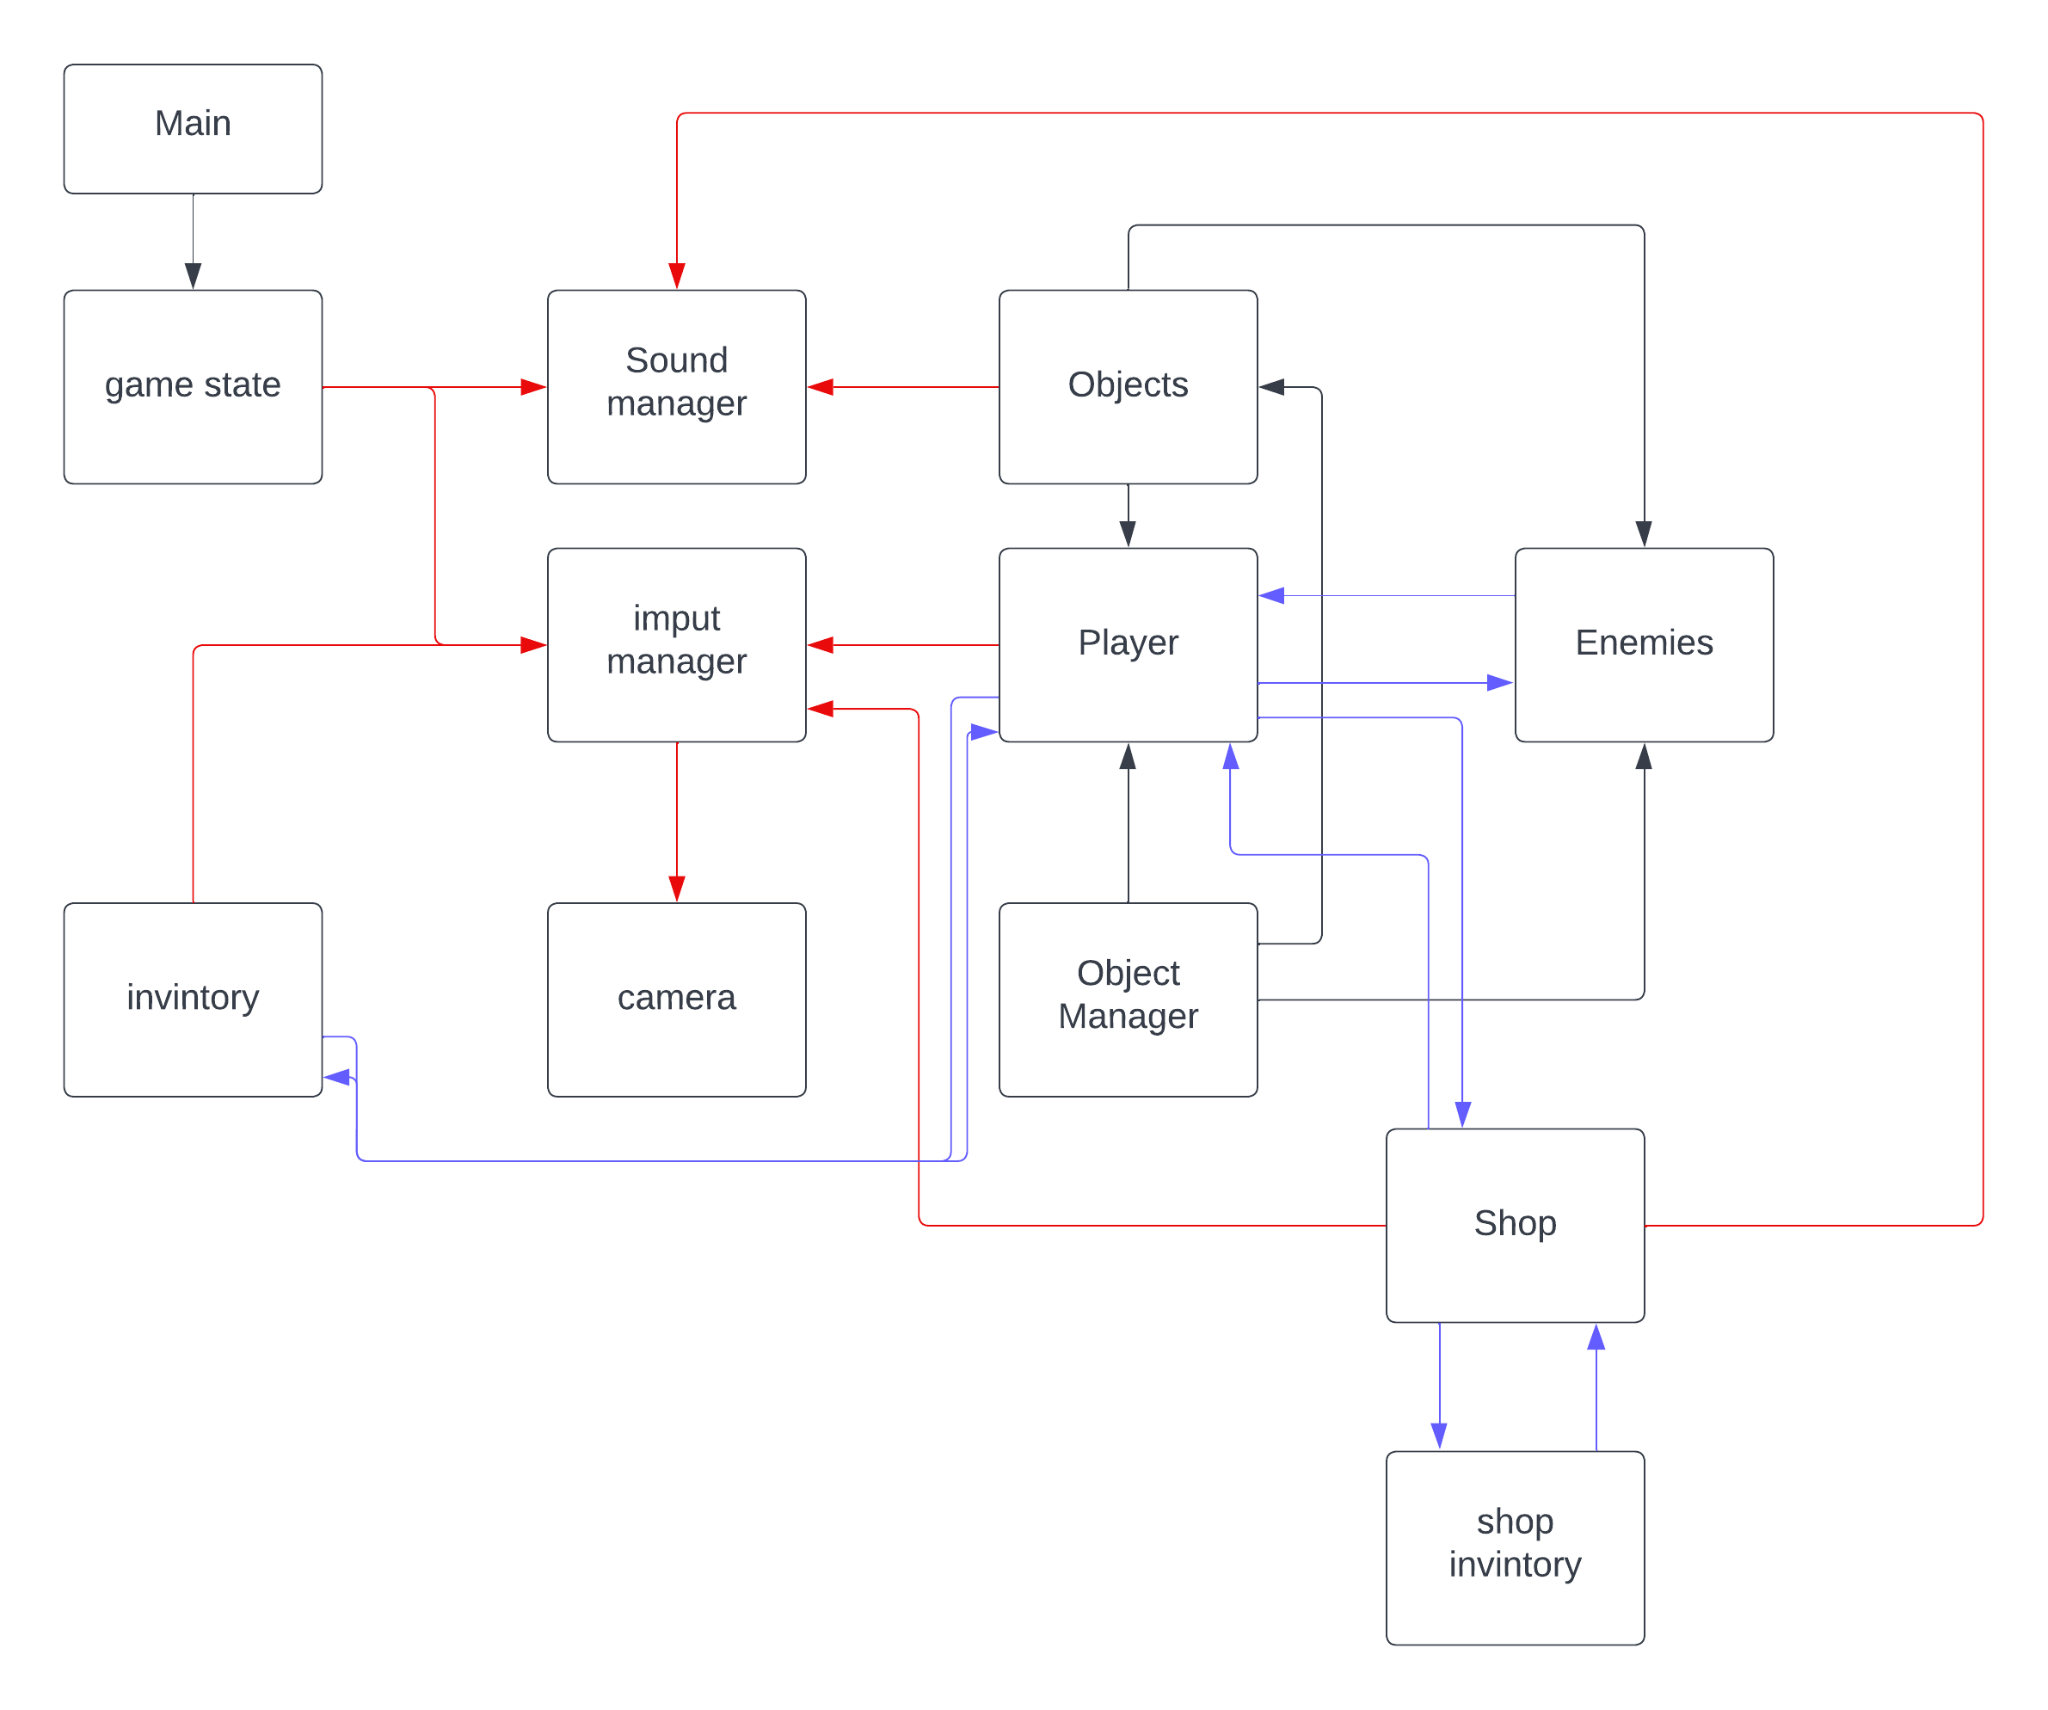 Main
game state
Sound
manager
Objects
imput
manager
Player
Enemies
invintory
camera
Object
Manager
Shop
shop
invintory